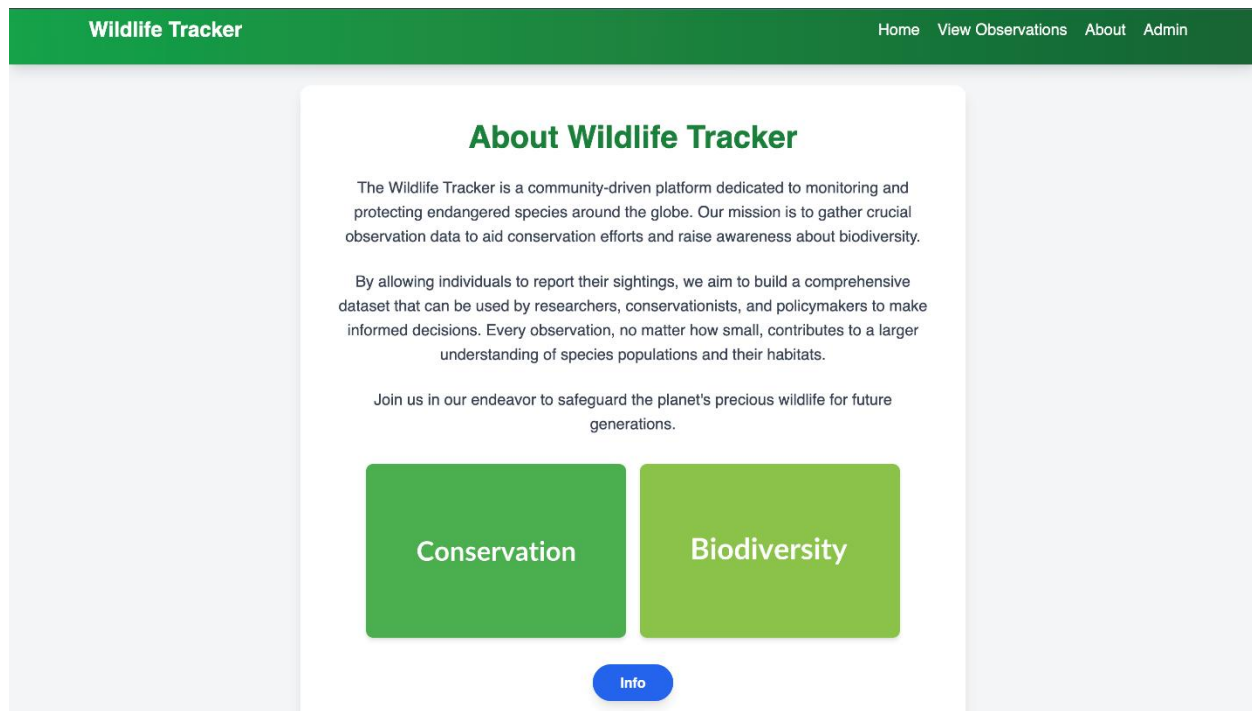 Wildlife Tracker
Home View Observations About Admin
About Wildlife Tracker
The Wildlife Tracker is a community-driven platform dedicated to monitoring and
protecting endangered species around the globe. Our mission is to gather crucial
observation data to aid conservation efforts and raise awareness about biodiversity.
By allowing individuals to report their sightings, we aim to build a comprehensive
dataset that can be used by researchers, conservationists, and policymakers to make
informed decisions. Every observation, no matter how small, contributes to a larger
understanding of species populations and their habitats.
Join us in our endeavor to safeguard the planet's precious wildlife for future
generations.
Conservation
Biodiversity
Info